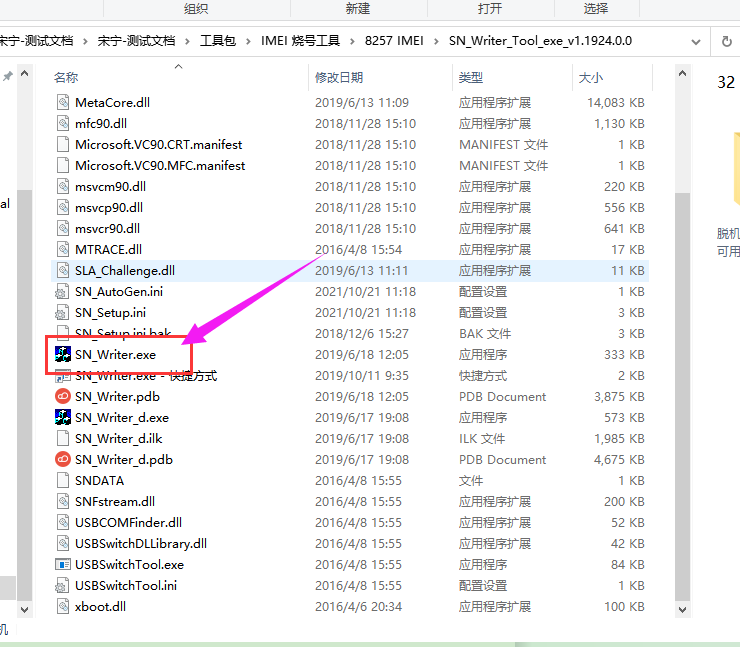 组织 新建 打开 选择
宋宁-测试文档 › 宋宁-测试文档 › 工具包 › IMEI 烧号工具 › 8257 IMEI › SN_Writer_Tool_exe_v1.1924.0.0
名称 修改日期 类型 大小
32
MetaCore.dll 2019/6/13 11:09 应用程序扩展 14,083 KB
mfc90.dll 2018/11/28 15:10 应用程序扩展 1,130 KB
Microsoft.VC90.CRT.manifest 2018/11/28 15:10 MANIFEST 文件 1 KB
Microsoft.VC90.MFC.manifest 2018/11/28 15:10 MANIFEST 文件 1 KB
msvcm90.dll 2018/11/28 15:10 应用程序扩展 220 KB
msvcp90.dll 2018/11/28 15:10 应用程序扩展 556 KB
al
msvcr90.dll 2018/11/28 15:10 应用程序扩展 641 KB
脱机
MTRACE.dll 2016/4/8 15:54 应用程序扩展 17 KB
可用
SLA_Challenge.dll 2019/6/13 11:11 应用程序扩展 11 KB
SN_AutoGen.ini 2021/10/21 11:18 配置设置 1 KB
SN_Setup.ini 2021/10/21 11:18 配置设置 3 KB
SN_Setup.ini.bak 2018/12/6 15:27 BAK 文件 3 KB
SN_Writer.exe 2019/6/18 12:05 应用程序 333 KB
SN_Writer.exe - 快捷方式 2019/10/11 9:35 快捷方式 2 KB
SN_Writer.pdb 2019/6/18 12:05 PDB Document 3,875 KB
SN_Writer_d.exe 2019/6/17 19:08 应用程序 573 KB
SN_Writer_d.ilk 2019/6/17 19:08 ILK 文件 1,985 KB
SN_Writer_d.pdb 2019/6/17 19:08 PDB Document 4,675 KB
SNDATA 2016/4/8 15:55 文件 1 KB
SNFstream.dll 2016/4/8 15:55 应用程序扩展 200 KB
USBCOMFinder.dll 2016/4/8 15:55 应用程序扩展 52 KB
USBSwitchDLLibrary.dll 2016/4/8 15:55 应用程序扩展 42 KB
USBSwitchTool.exe 2016/4/8 15:55 应用程序 84 KB
USBSwitchTool.ini 2016/4/8 15:55 配置设置 1 KB
xboot.dll 2016/4/6 20:34 应用程序扩展 100 KB
机